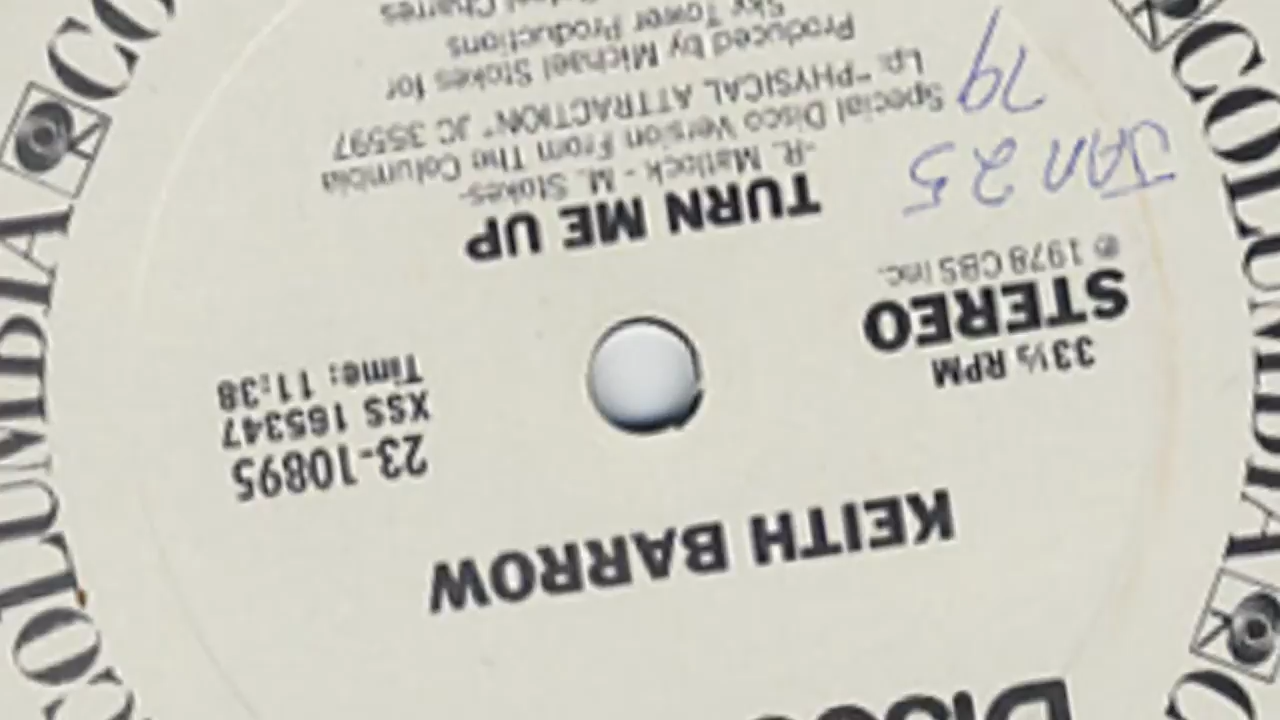 Disco
KEITH BARROW
33⅓ RPM
STEREO
℗ 1978 CBS Inc.
23-10895
XSS 165347
Time: 11:38
JAN 25
79
TURN ME UP
-R. Matlock - M. Stokes-
Special Disco Version From The Columbia
Lp: "PHYSICAL ATTRACTION" JC 35597
Produced by Michael Stokes for
Sky Tower Productions
Charres
COLUMBIA
COLUMBIA